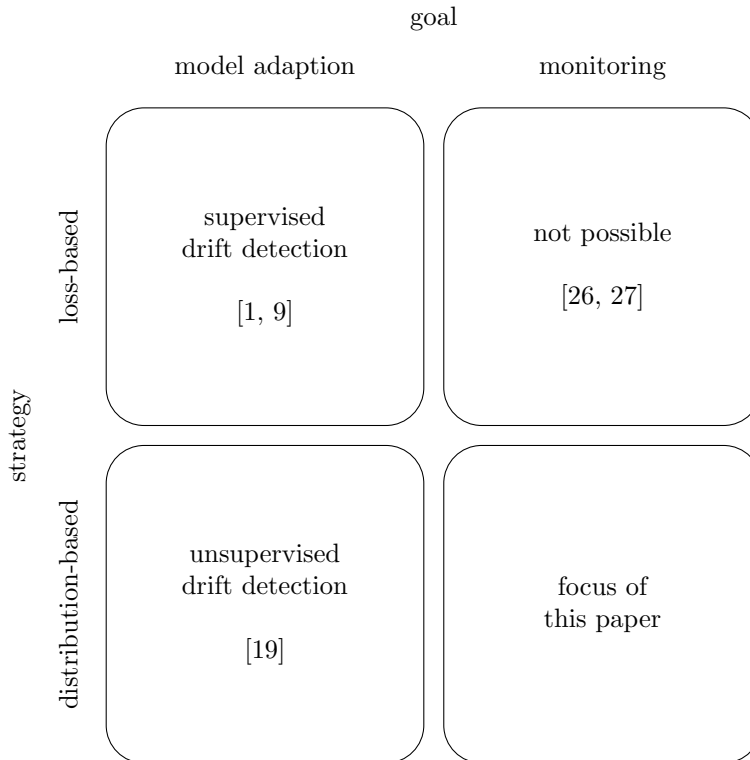 goal
model adaption
monitoring
strategy
loss-based
supervised
drift detection
[1, 9]
not possible
[26, 27]
distribution-based
unsupervised
drift detection
[19]
focus of
this paper